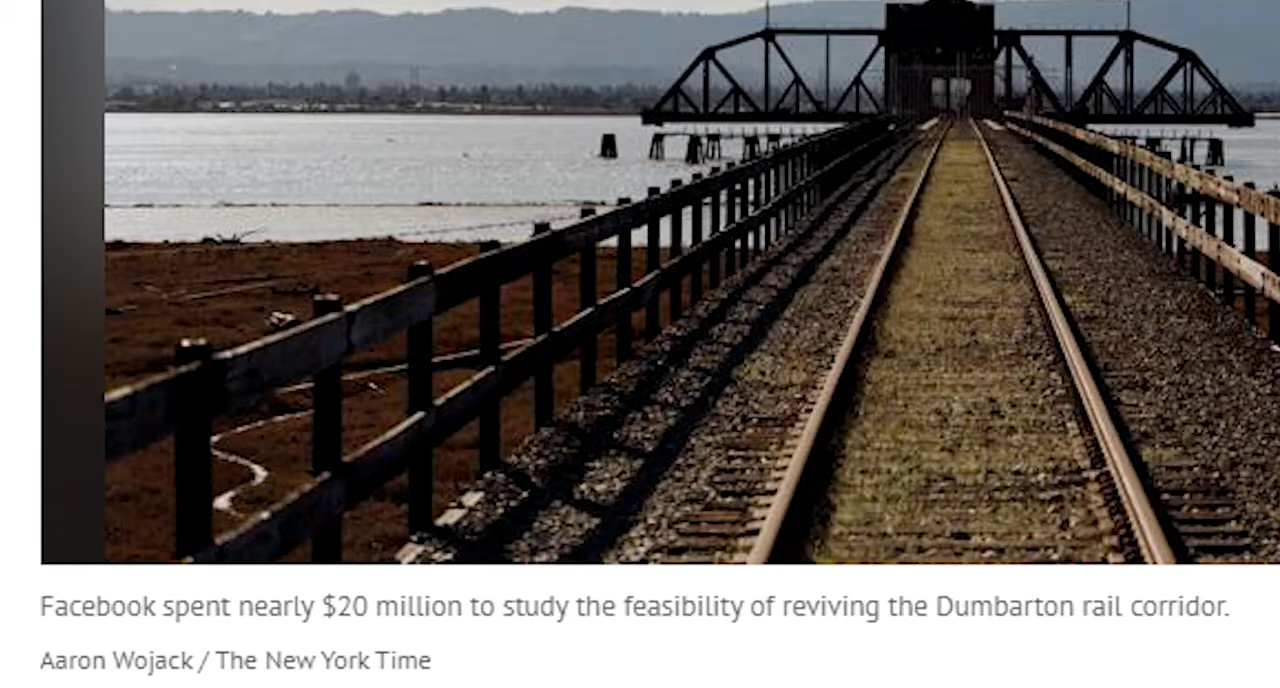 Facebook spent nearly $20 million to study the feasibility of reviving the Dumbarton rail corridor.
Aaron Wojack / The New York Time